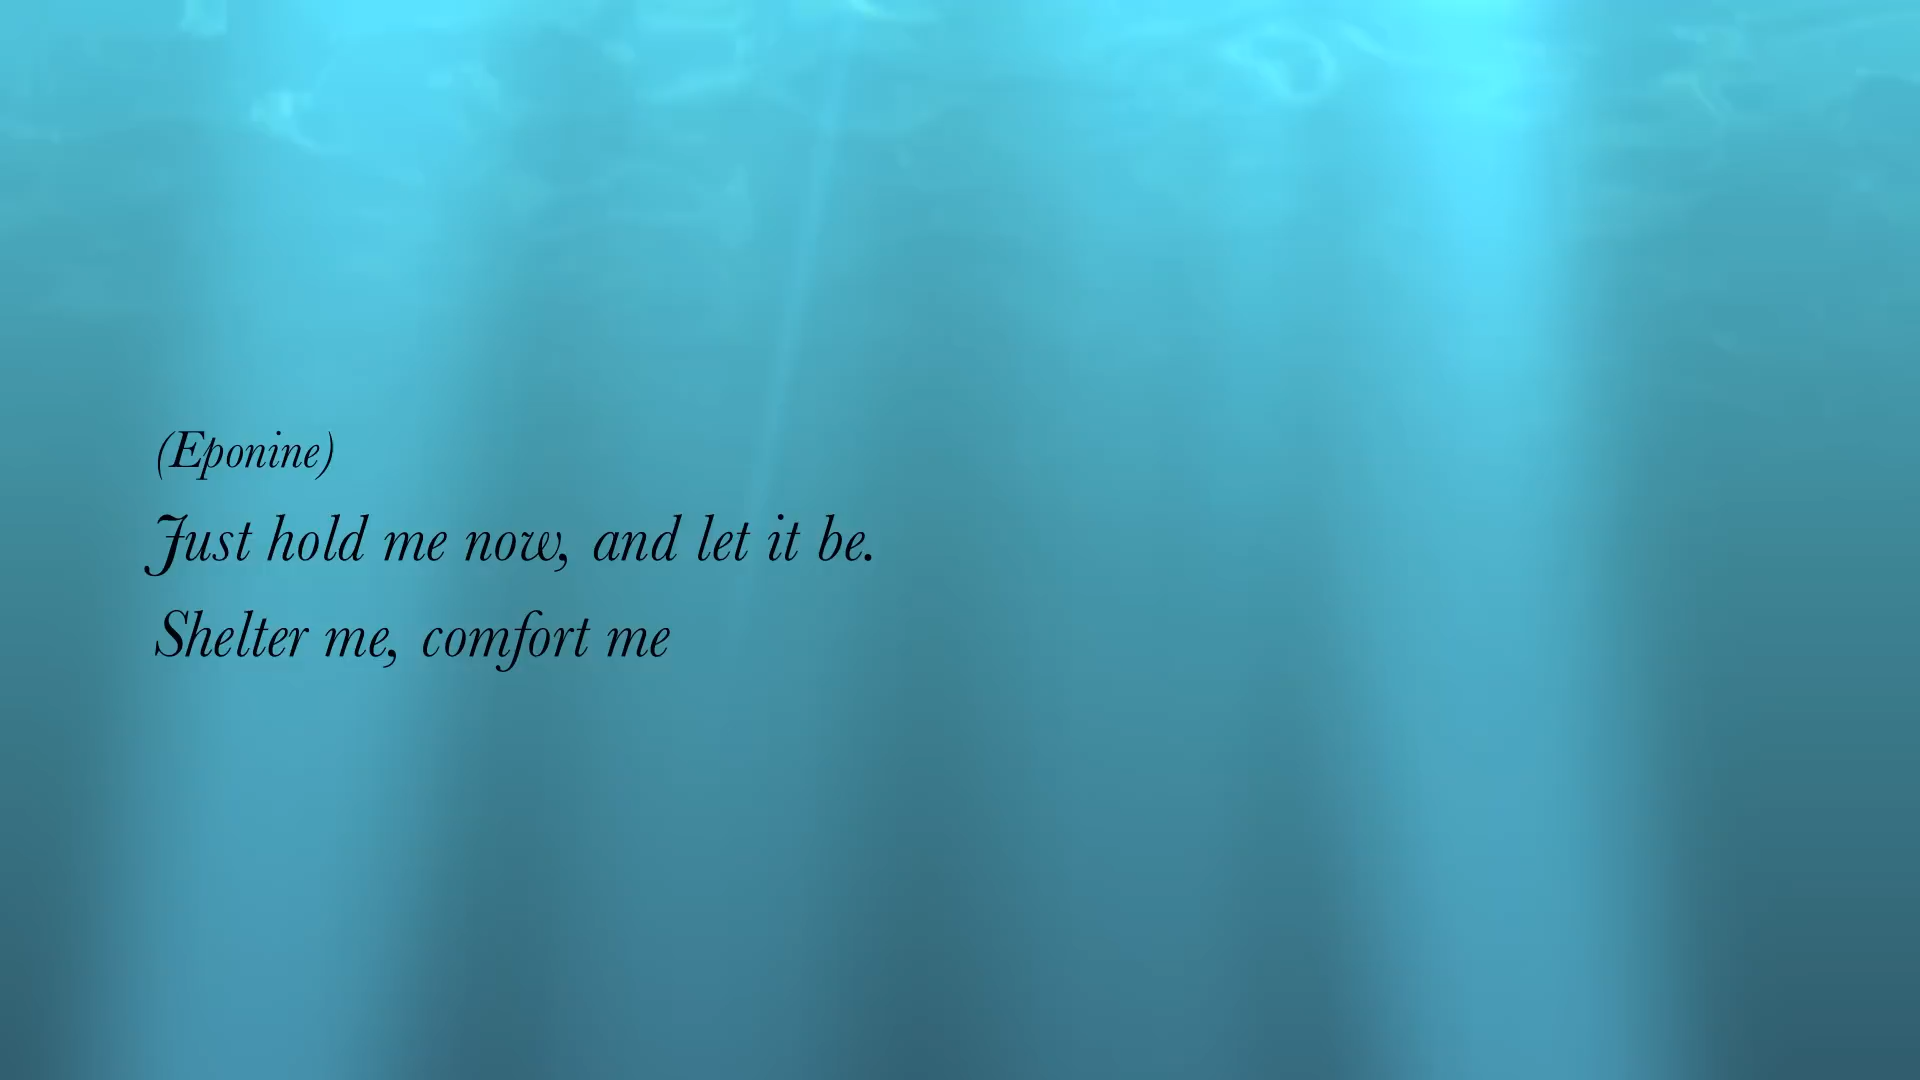 (Eponine)
Just hold me now, and let it be.
Shelter me, comfort me